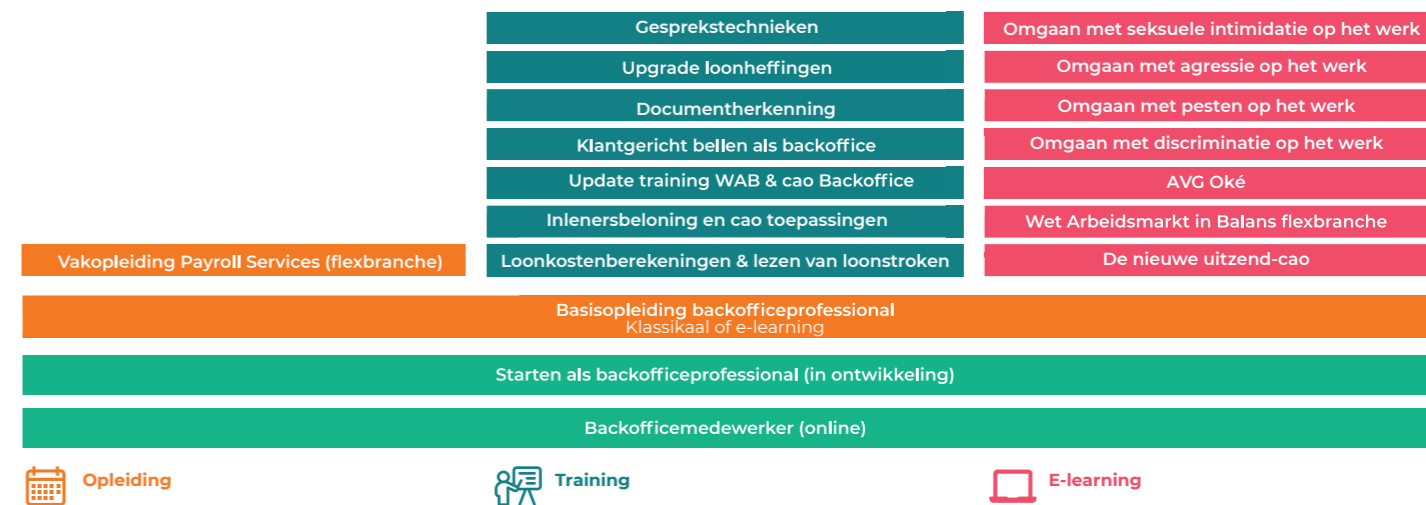 Gesprekstechnieken
Omgaan met seksuele intimidatie op het werk
Upgrade loonheffingen
Omgaan met agressie op het werk
Documentherkenning
Omgaan met pesten op het werk
Klantgericht bellen als backoffice
Omgaan met discriminatie op het werk
Update training WAB & cao Backoffice
AVG Oké
Inlenersbeloning en cao toepassingen
Wet Arbeidsmarkt in Balans flexbranche
Vakopleiding Payroll Services (flexbranche)
Loonkostenberekeningen & lezen van loonstroken
De nieuwe uitzend-cao
Basisopleiding backofficeprofessional
Klassikaal of e-learning
Starten als backofficeprofessional (in ontwikkeling)
Backofficemedewerker (online)
Opleiding
Training
E-learning